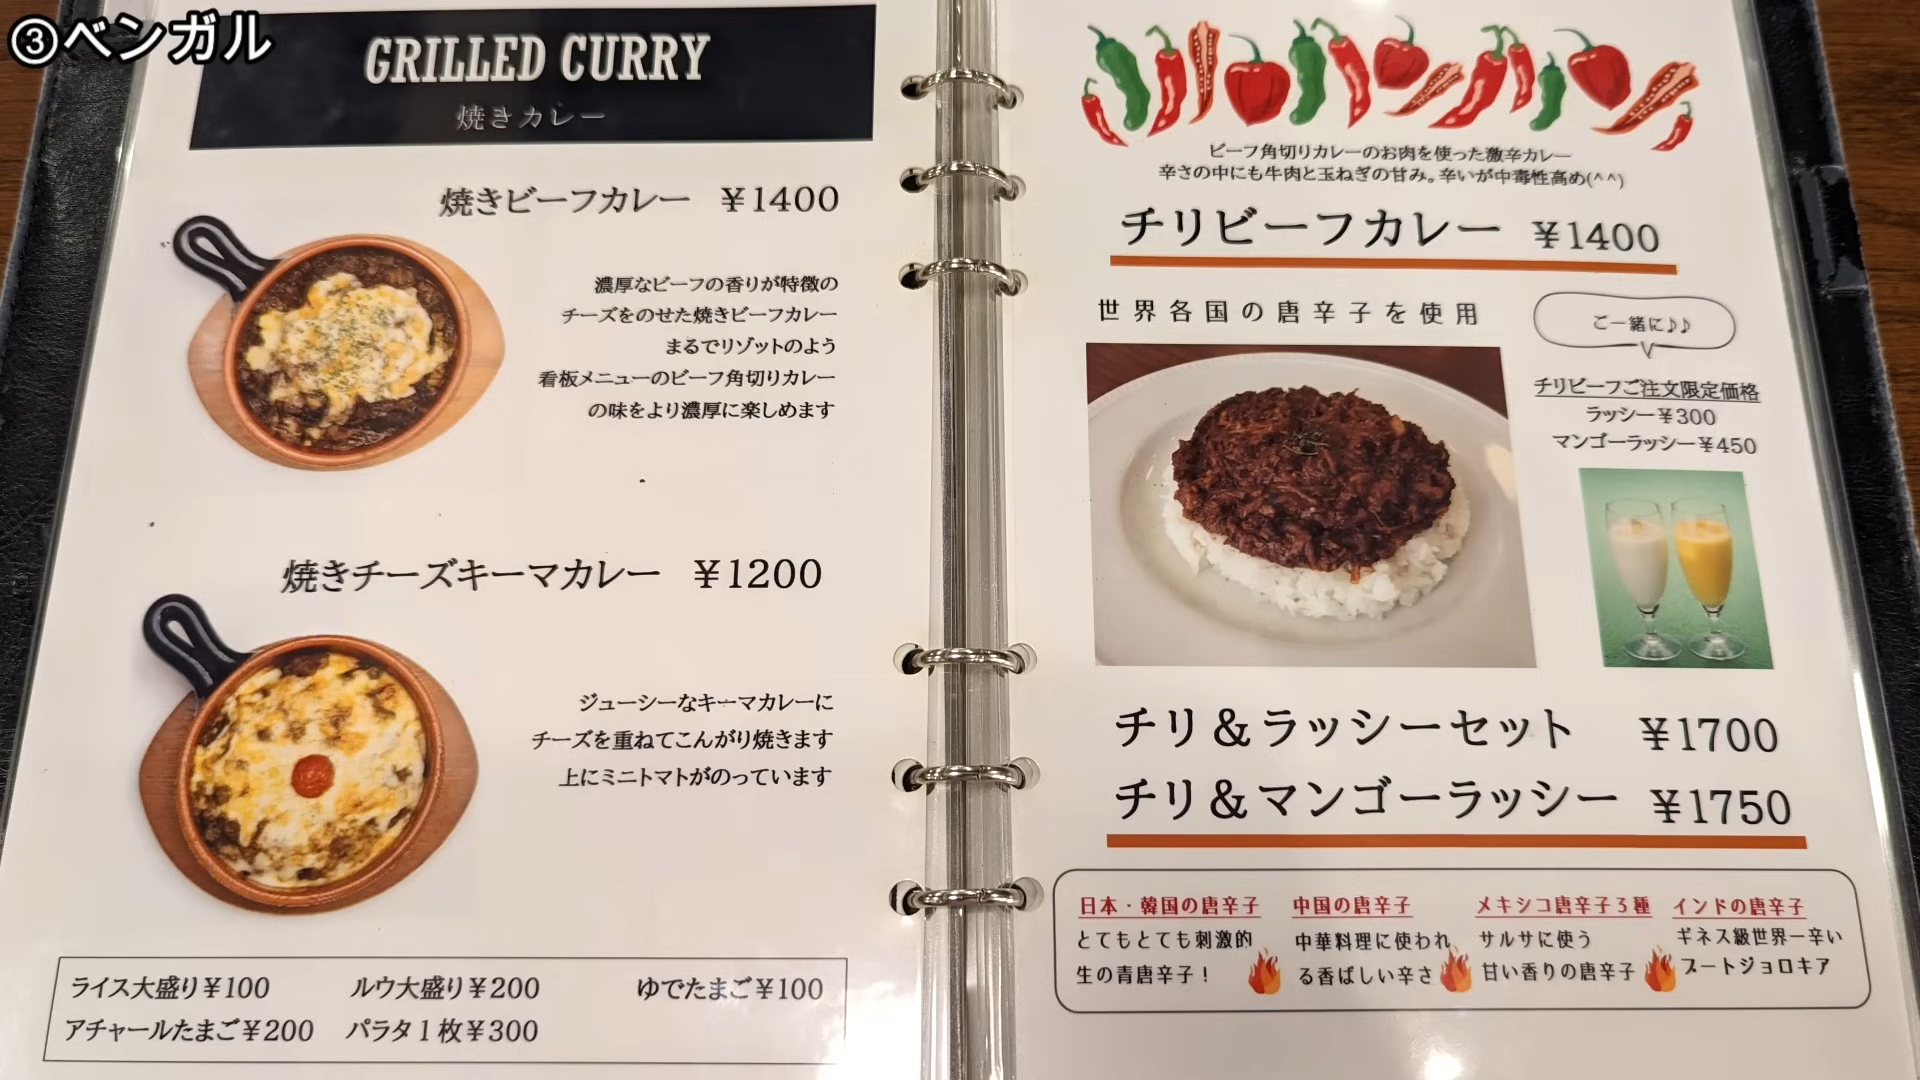 ③ベンガル
GRILLED CURRY
焼きカレー
焼きビーフカレー ¥1400
濃厚なビーフの香りが特徴の
チーズをのせた焼きビーフカレー
まるでリゾットのよう
看板メニューのビーフ角切りカレー
の味をより濃厚に楽しめます
焼きチーズキーマカレー ¥1200
ジューシーなキーマカレーに
チーズを重ねてこんがり焼きます
上にミニトマトがのっています
ライス大盛り¥100 ルウ大盛り¥200 ゆでたまご¥100
アチャールたまご¥200 パラタ1枚¥300
ビーフ角切りカレーのお肉を使った激辛カレー
辛さの中にも牛肉と玉ねぎの甘み。辛いが中毒性高め(^^)
チリビーフカレー ¥1400
世界各国の唐辛子を使用
ご一緒に♪♪
チリビーフご注文限定価格
ラッシー¥300
マンゴーラッシー¥450
チリ&ラッシーセット ¥1700
チリ&マンゴーラッシー ¥1750
日本・韓国の唐辛子
とてもとても刺激的
生の青唐辛子!
中国の唐辛子
中華料理に使われ
る香ばしい辛さ
メキシコ唐辛子3種
サルサに使う
甘い香りの唐辛子
インドの唐辛子
ギネス級世界一辛い
ブートジョロキア